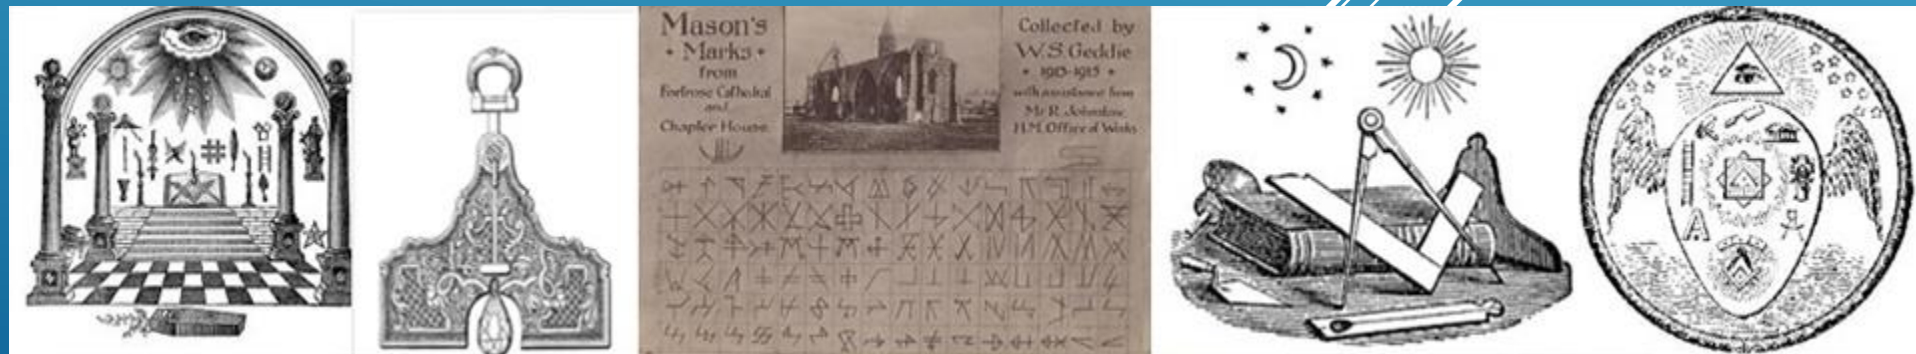 Mason's
Marks
from
Fortrose Cathedral
and
Chapter House.
Collected by
W.S. Geddie
1913-1915
with assistance from
Mr R. Johnstone
H.M. Office of Works
A